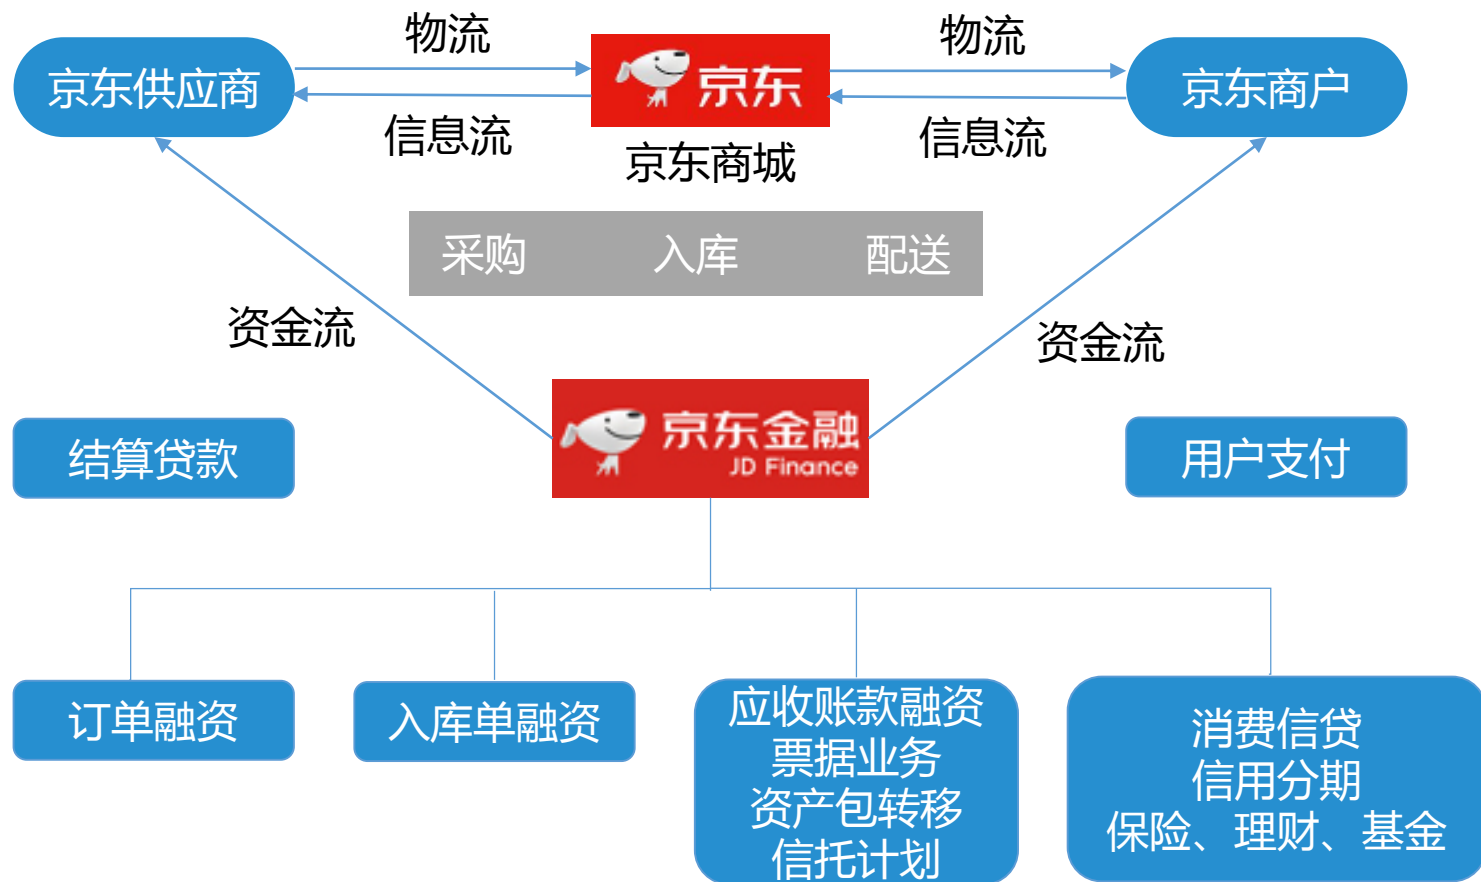 物流
物流
京东供应商
京东
京东商户
信息流
信息流
京东商城
采购
入库
配送
资金流
资金流
京东金融
JD Finance
结算贷款
用户支付
订单融资
入库单融资
应收账款融资
票据业务
资产包转移
信托计划
消费信贷
信用分期
保险、理财、基金